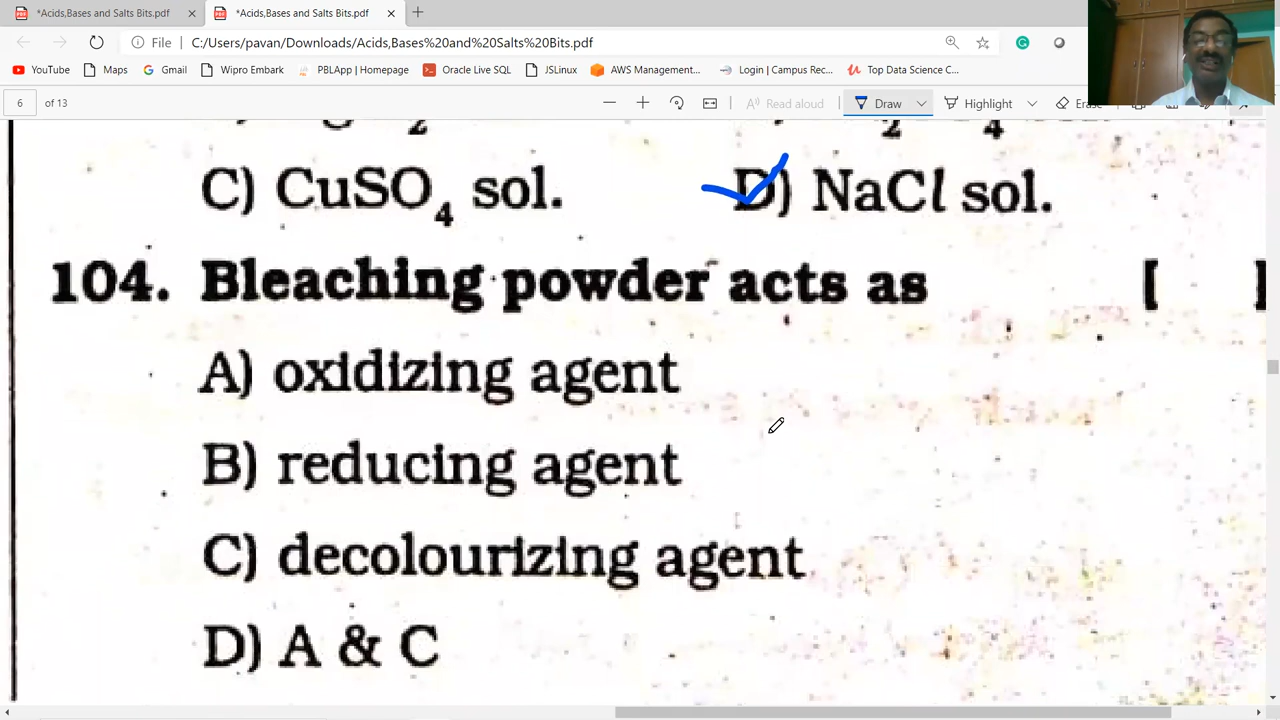 *Acids,Bases and Salts Bits.pdf
*Acids,Bases and Salts Bits.pdf
File
C:/Users/pavan/Downloads/Acids,Bases%20and%20Salts%20Bits.pdf
YouTube
Maps
Gmail
Wipro Embark
PBLApp | Homepage
Oracle Live SQL
JSLinux
AWS Management...
Login | Campus Rec...
Top Data Science C...
6 of 13
Read aloud
Draw
Highlight
Erase
C) CuSO₄ sol.
D) NaCl sol.
104. Bleaching powder acts as [ ]
A) oxidizing agent
B) reducing agent
C) decolourizing agent
D) A & C